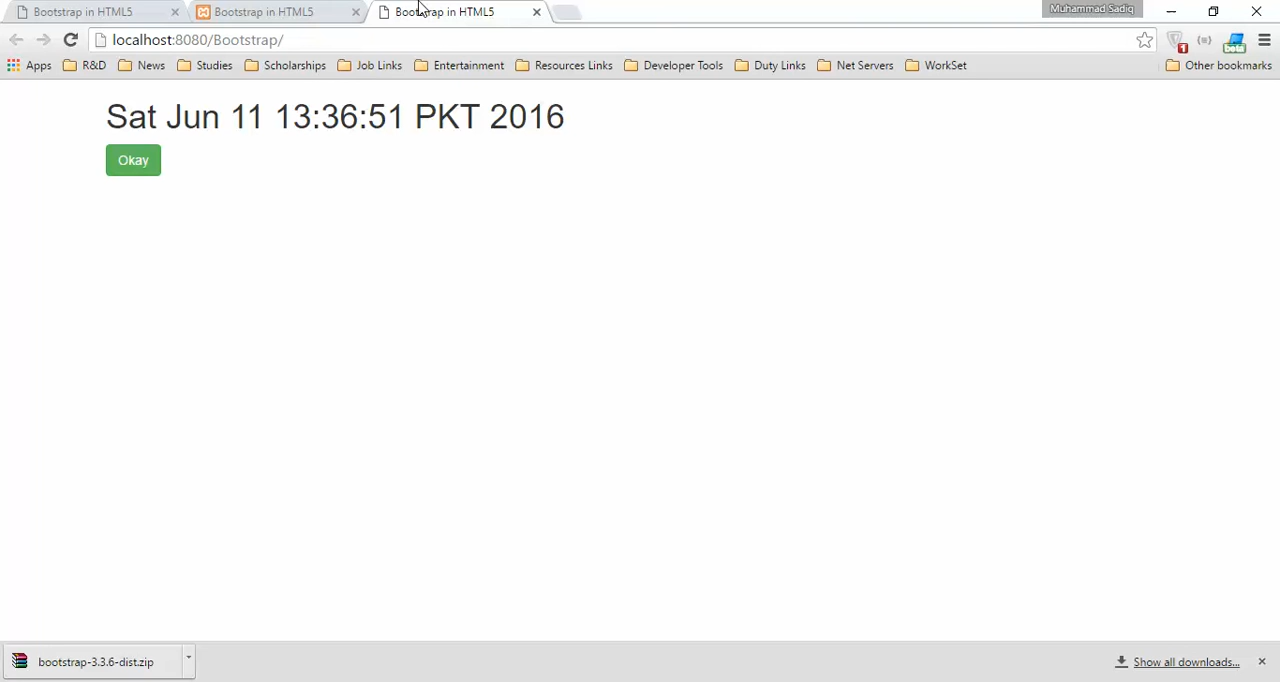 Bootstrap in HTML5
Bootstrap in HTML5
Bootstrap in HTML5
Muhammad Sadiq
localhost:8080/Bootstrap/
1
beta
Apps R&D News Studies Scholarships Job Links Entertainment Resources Links Developer Tools Duty Links Net Servers WorkSet Other bookmarks
Sat Jun 11 13:36:51 PKT 2016
Okay
bootstrap-3.3.6-dist.zip
Show all downloads...